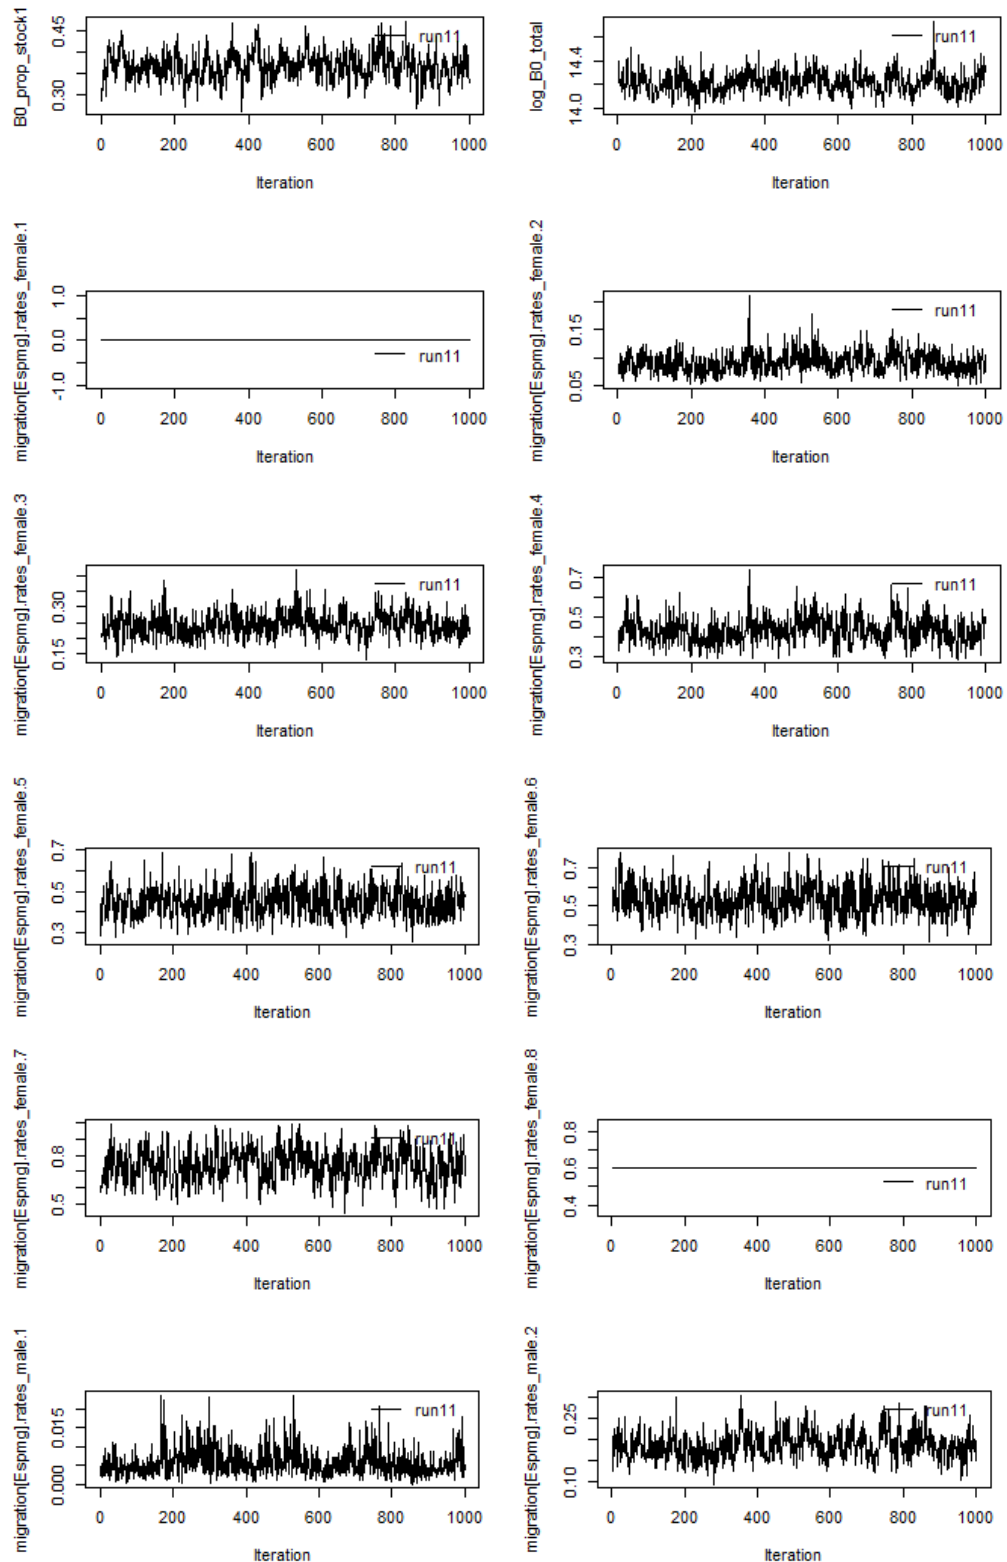 B0_prop_stock1
0.45
0.30
run11
0 200 400 600 800 1000
Iteration
log_B0_total
14.4
14.0
run11
0 200 400 600 800 1000
Iteration
migration[Espmg].rates_female.1
1.0
0.0
-1.0
run11
0 200 400 600 800 1000
Iteration
migration[Espmg].rates_female.2
0.15
0.05
run11
0 200 400 600 800 1000
Iteration
migration[Espmg].rates_female.3
0.30
0.15
run11
0 200 400 600 800 1000
Iteration
migration[Espmg].rates_female.4
0.7
0.5
0.3
run11
0 200 400 600 800 1000
Iteration
migration[Espmg].rates_female.5
0.7
0.5
0.3
run11
0 200 400 600 800 1000
Iteration
migration[Espmg].rates_female.6
0.7
0.5
0.3
run11
0 200 400 600 800 1000
Iteration
migration[Espmg].rates_female.7
0.8
0.5
run11
0 200 400 600 800 1000
Iteration
migration[Espmg].rates_female.8
0.8
0.6
0.4
run11
0 200 400 600 800 1000
Iteration
migration[Espmg].rates_male.1
0.015
0.000
run11
0 200 400 600 800 1000
Iteration
migration[Espmg].rates_male.2
0.25
0.10
run11
0 200 400 600 800 1000
Iteration